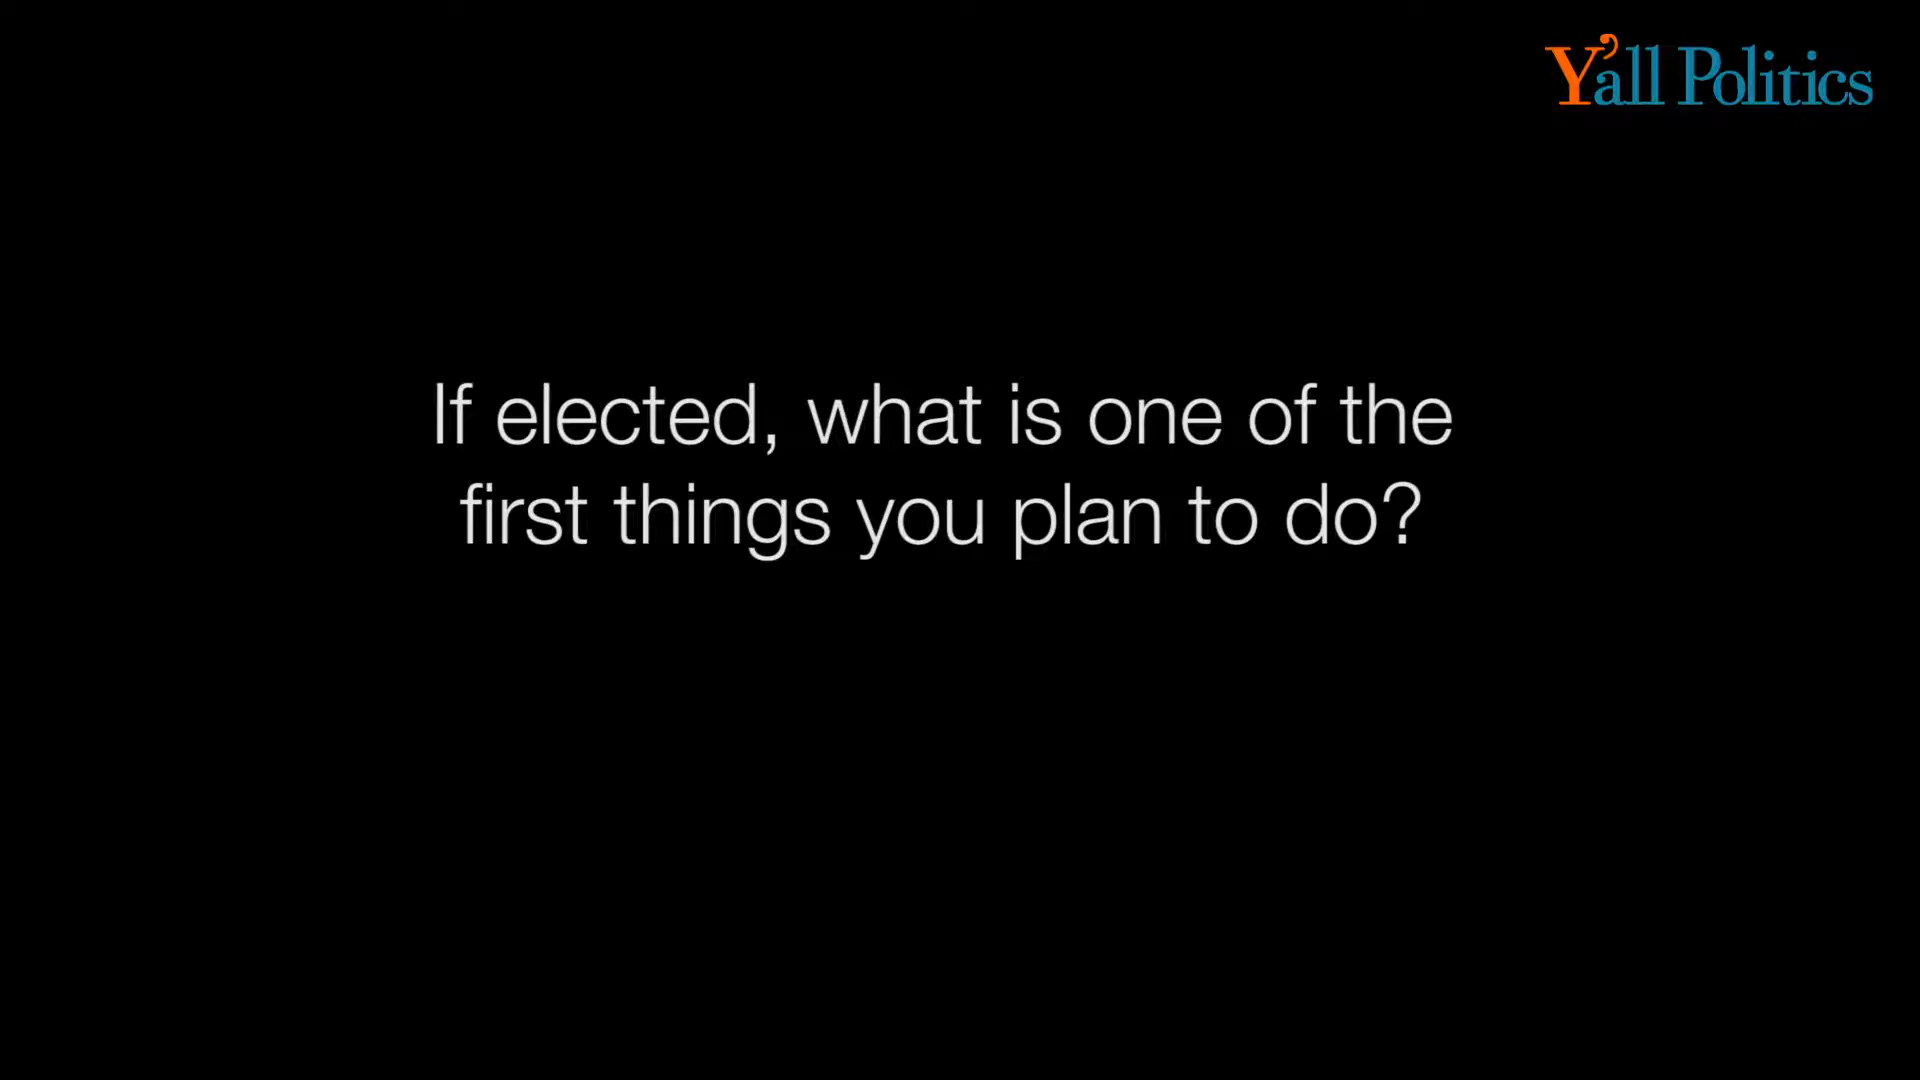 Y'all Politics
If elected, what is one of the
first things you plan to do?